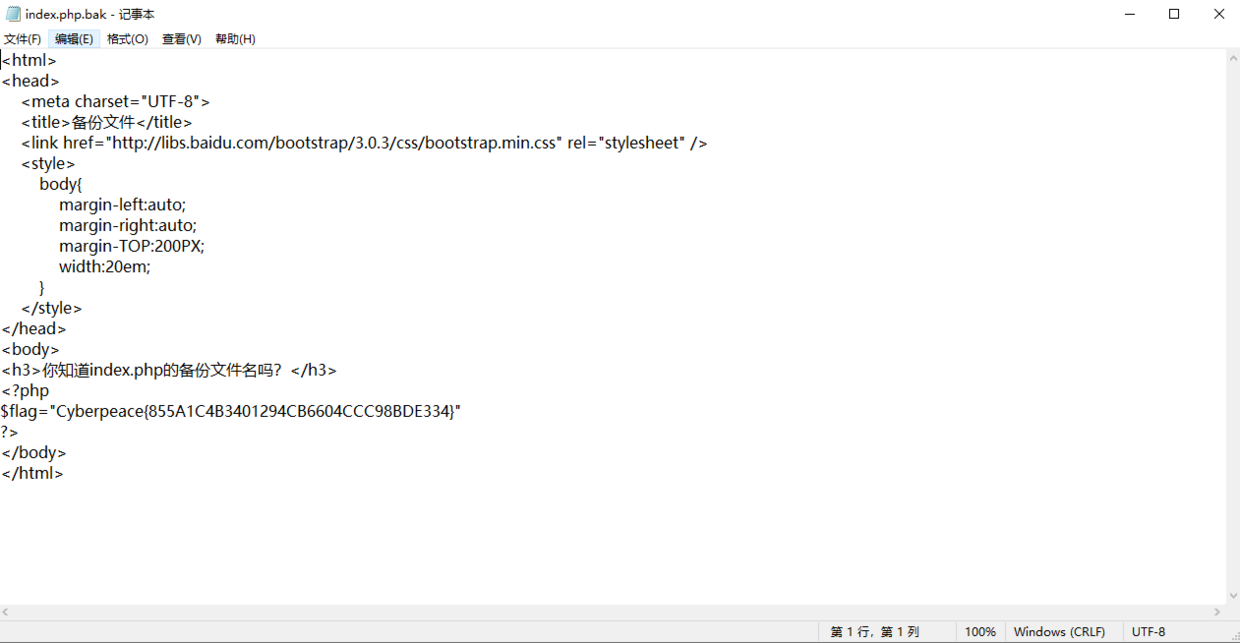 index.php.bak - 记事本
文件(F) 编辑(E) 格式(O) 查看(V) 帮助(H)
<html>
<head>
<meta charset="UTF-8">
<title>备份文件</title>
<link href="http://libs.baidu.com/bootstrap/3.0.3/css/bootstrap.min.css" rel="stylesheet" />
<style>
body{
margin-left:auto;
margin-right:auto;
margin-TOP:200PX;
width:20em;
}
</style>
</head>
<body>
<h3>你知道index.php的备份文件名吗？</h3>
<?php
$flag="Cyberpeace{855A1C4B3401294CB6604CCC98BDE334}"
?>
</body>
</html>
第 1 行，第 1 列 100% Windows (CRLF) UTF-8